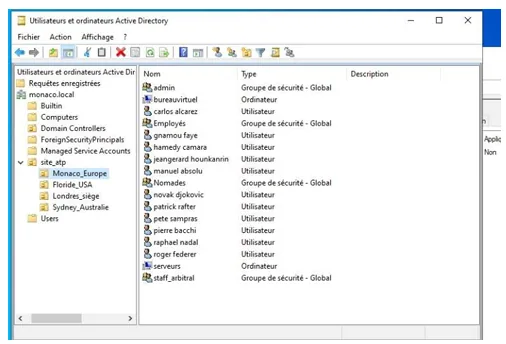 Utilisateurs et ordinateurs Active Directory
Fichier Action Affichage ?
Utilisateurs et ordinateurs Active Dir
Requêtes enregistrées
monaco.local
Builtin
Computers
Domain Controllers
ForeignSecurityPrincipals
Managed Service Accounts
site_atp
Monaco_Europe
Floride_USA
Londres_siège
Sydney_Australie
Users
Nom Type Description
admin Groupe de sécurité - Global
bureauvirtuel Ordinateur
carlos alcarez Utilisateur
Employés Groupe de sécurité - Global
gnamou faye Utilisateur
hamedy camara Utilisateur
jeangerard hounkanrin Utilisateur
manuel absolu Utilisateur
Nomades Groupe de sécurité - Global
novak djokovic Utilisateur
patrick rafter Utilisateur
pete sampras Utilisateur
pierre bacchi Utilisateur
raphael nadal Utilisateur
roger federer Utilisateur
serveurs Ordinateur
staff_arbitral Groupe de sécurité - Global
n
Appliq
Non